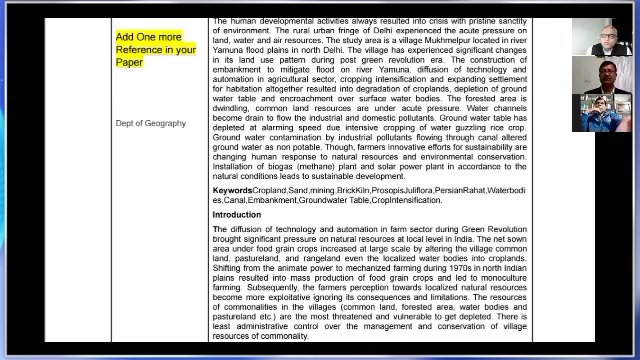 Add One more
Reference in your
Paper
Dept of Geography
The human developmental activities always resulted into crisis with pristine sanctity
of environment. The rural urban fringe of Delhi experienced the acute pressure on
land, water and air resources. The study area is a village Mukhmelpur located in river
Yamuna flood plains in north Delhi. The village has experienced significant changes
in its land use pattern during post green revolution era. The construction of
embankment to mitigate flood on river Yamuna, diffusion of technology and
automation in agricultural sector, cropping intensification and expanding settlement
for habitation altogether resulted into degradation of croplands, depletion of ground
water table and encroachment over surface water bodies. The forested area is
dwindling, common land resources are under acute pressure. Water channels
become drain to flow the industrial and domestic pollutants. Ground water table has
depleted at alarming speed due intensive cropping of water guzzling rice crop.
Ground water contamination by industrial pollutants flowing through canal altered
ground water as non potable. Though, farmers innovative efforts for sustainability are
changing human response to natural resources and environmental conservation.
Installation of biogas (methane) plant and solar power plant in accordance to the
natural conditions leads to sustainable development.
Keywords Cropland, Sand, mining, Brick Kiln, Prosopis Juliflora, Persian Rahat, Waterbodi
es, Canal, Embankment, Groundwater Table, Crop Intensification.
Introduction
The diffusion of technology and automation in farm sector during Green Revolution
brought significant pressure on natural resources at local level in India. The net sown
area under food grain crops increased at large scale by altering the village common
land, pastureland, and rangeland even the localized water bodies into croplands.
Shifting from the animate power to mechanized farming during 1970s in north Indian
plains resulted into mass production of food grain crops and led to monoculture
farming. Subsequently, the farmers perception towards localized natural resources
become more exploitative ignoring its consequences and limitations. The resources
of commonalities in the villages (common land, forested area, water bodies and
pastureland etc.) are the most threatened and vulnerable to get depleted. There is
least administrative control over the management and conservation of village
resources of commonality.